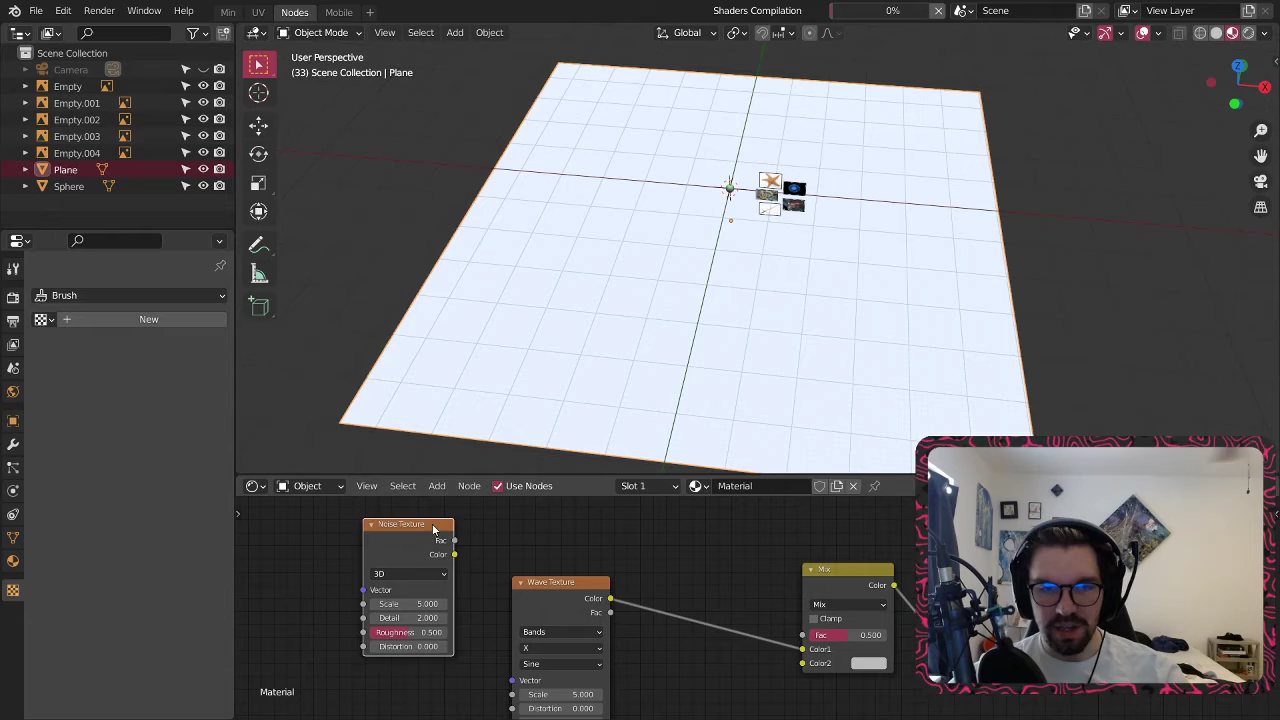 File Edit Render Window Help Min UV Nodes Mobile + Shaders Compilation 0% Scene View Layer
Object Mode View Select Add Object Global
Scene Collection
Camera
Empty
Empty.001
Empty.002
Empty.003
Empty.004
Plane
Sphere
User Perspective
(33) Scene Collection | Plane
Z
X
Brush
+ New
Object View Select Add Node Use Nodes Slot 1 Material
Noise Texture
Fac
Color
3D
Vector
Scale 5.000
Detail 2.000
Roughness 0.500
Distortion 0.000
Wave Texture
Color
Fac
Bands
X
Sine
Vector
Scale 5.000
Distortion 0.000
Mix
Color
Mix
Clamp
Fac 0.500
Color1
Color2
Material